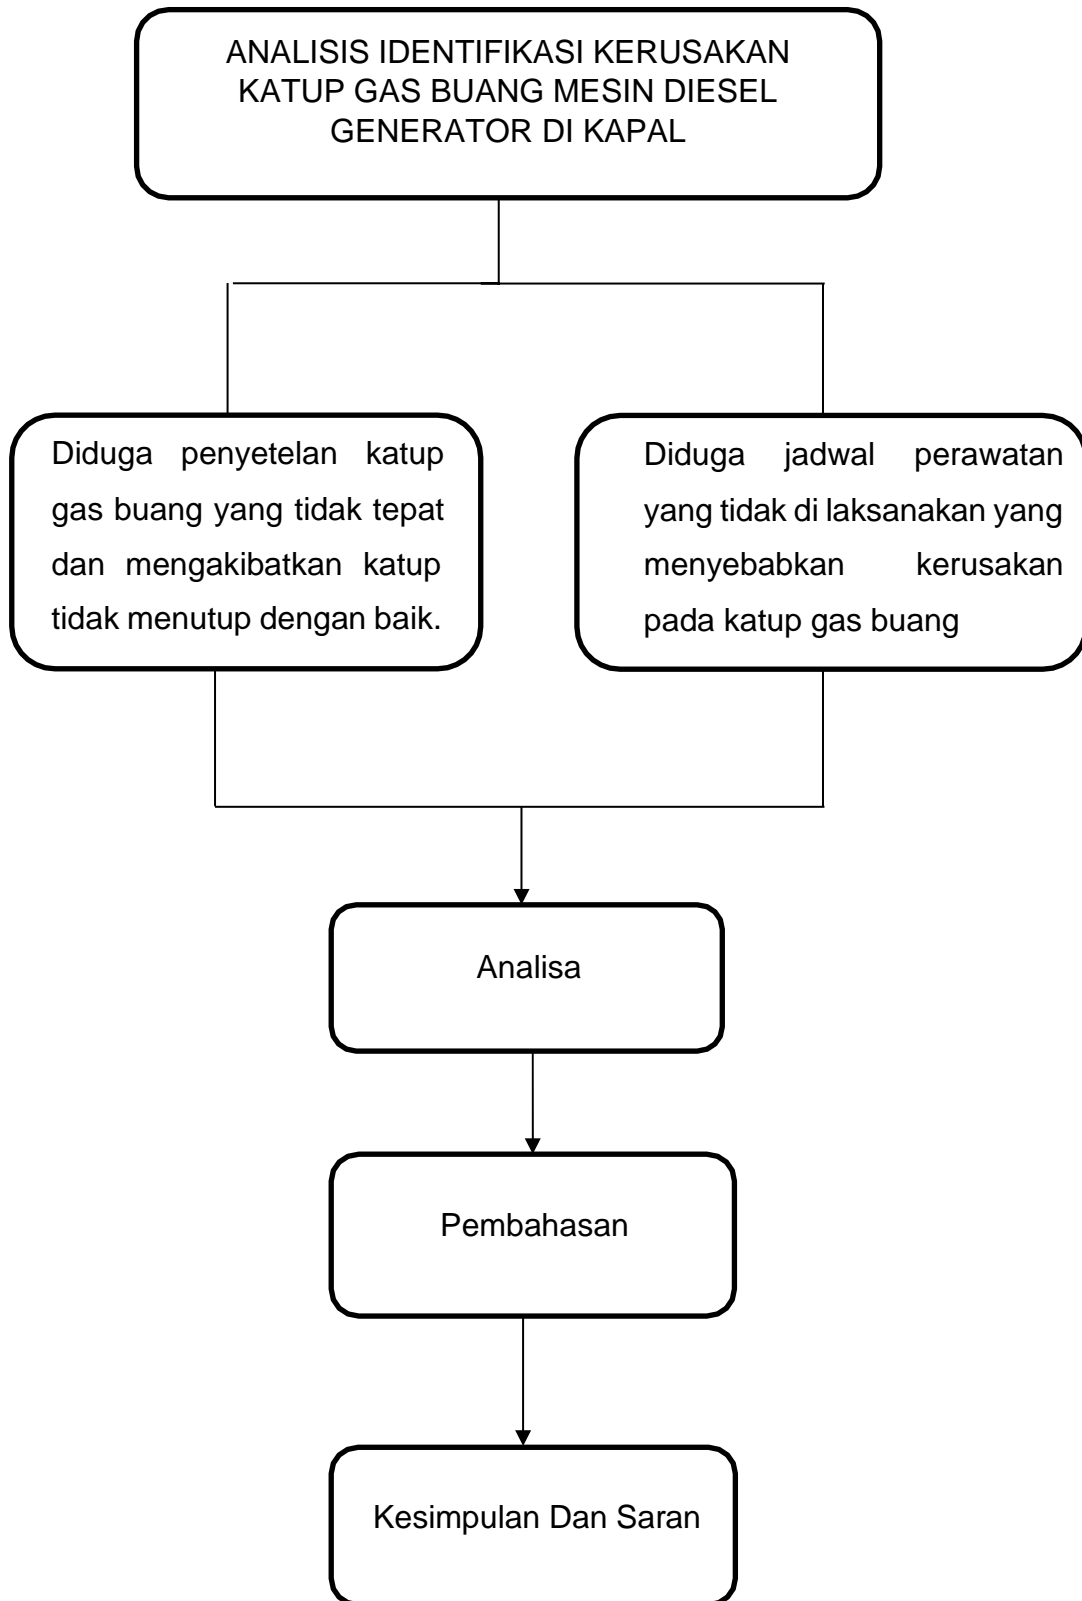 ANALISIS IDENTIFIKASI KERUSAKAN
KATUP GAS BUANG MESIN DIESEL
GENERATOR DI KAPAL
Diduga penyetelan katup
gas buang yang tidak tepat
dan mengakibatkan katup
tidak menutup dengan baik.
Diduga jadwal perawatan
yang tidak di laksanakan yang
menyebabkan kerusakan
pada katup gas buang
Analisa
Pembahasan
Kesimpulan Dan Saran